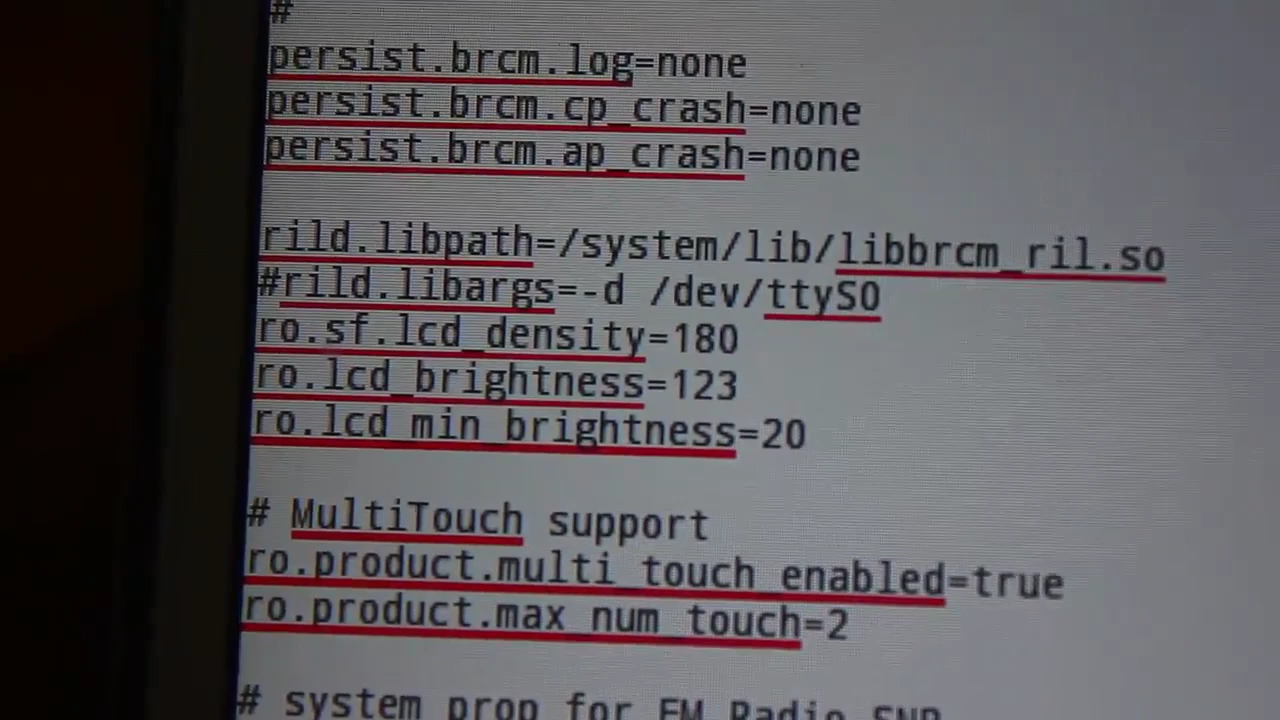 #
persist.brcm.log=none
persist.brcm.cp_crash=none
persist.brcm.ap_crash=none
rild.libpath=/system/lib/libbrcm_ril.so
#rild.libargs=-d /dev/ttyS0
ro.sf.lcd_density=180
ro.lcd_brightness=123
ro.lcd_min_brightness=20
# MultiTouch support
ro.product.multi_touch_enabled=true
ro.product.max_num_touch=2
# system prop for FM Radio